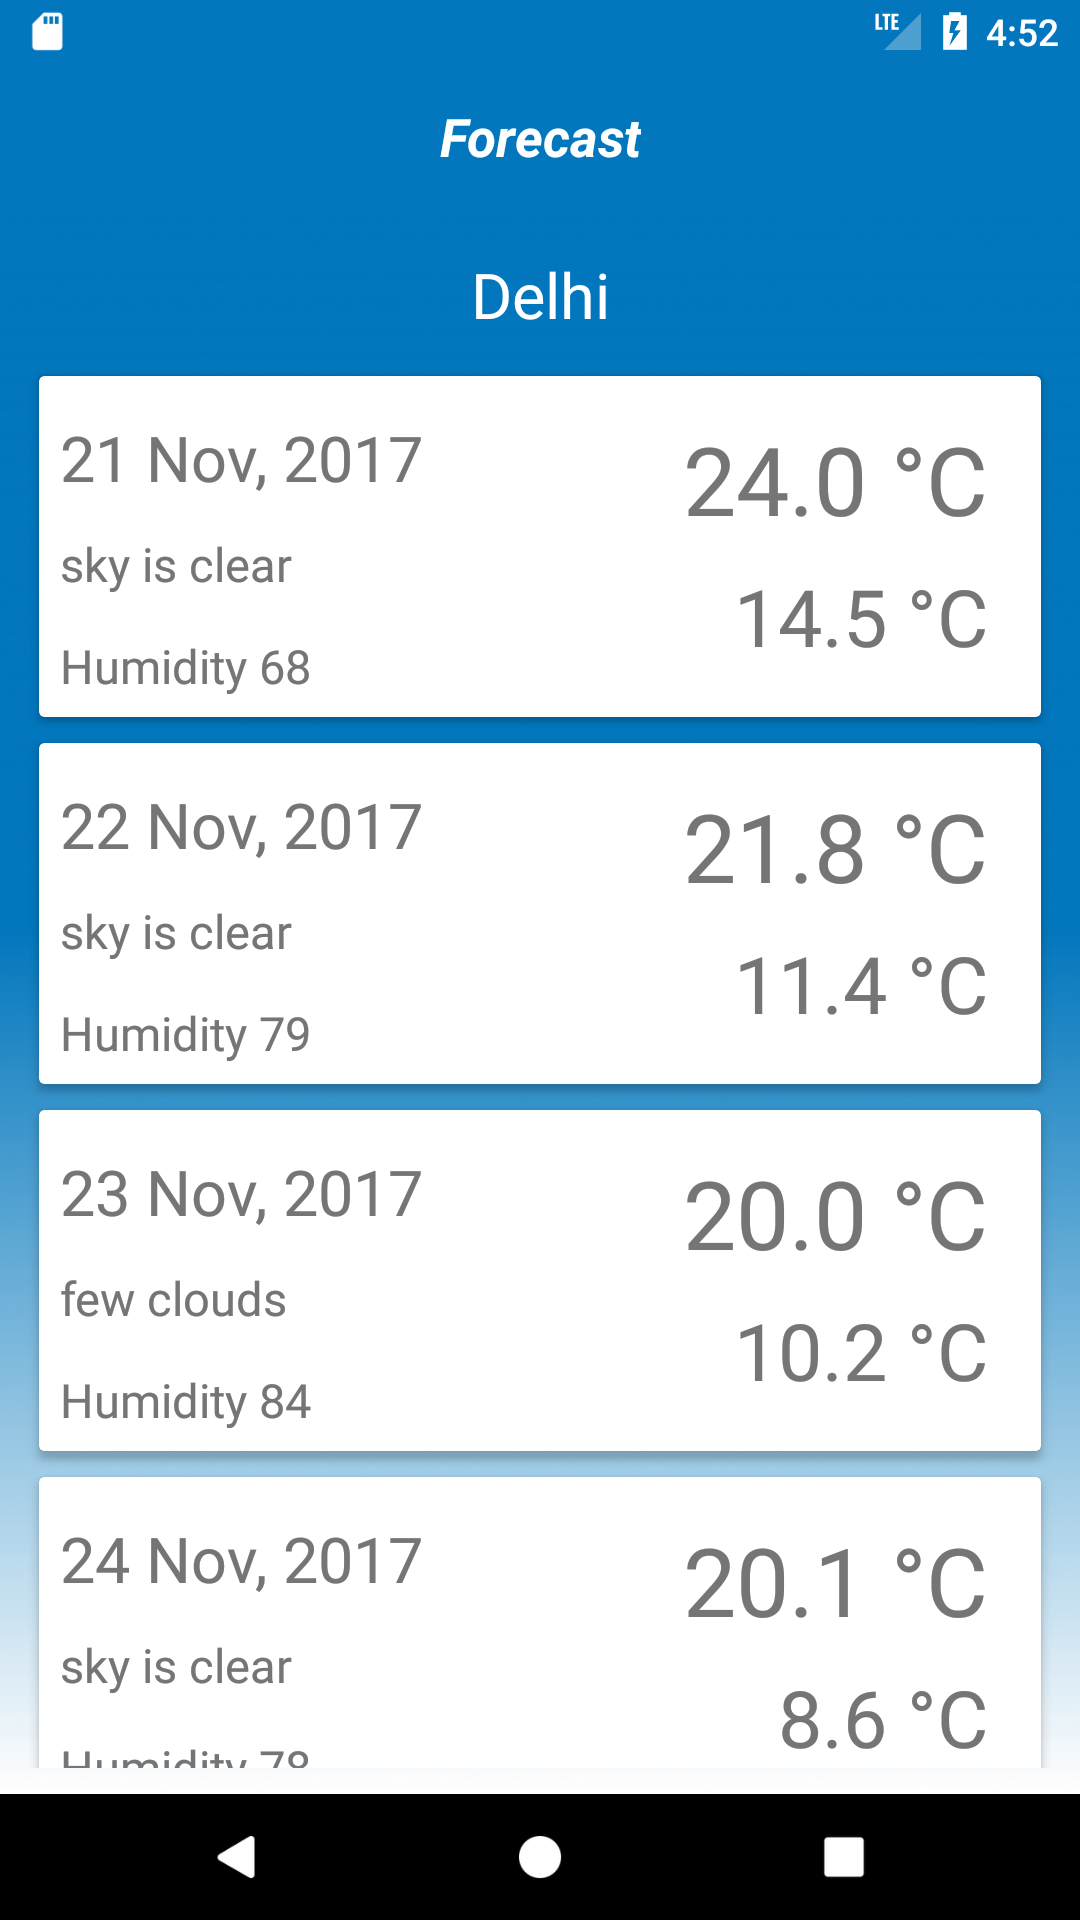 LTE 4:52
Forecast
Delhi
21 Nov, 2017
24.0 °C
sky is clear
14.5 °C
Humidity 68
22 Nov, 2017
21.8 °C
sky is clear
11.4 °C
Humidity 79
23 Nov, 2017
20.0 °C
few clouds
10.2 °C
Humidity 84
24 Nov, 2017
20.1 °C
sky is clear
8.6 °C
Humidity 78